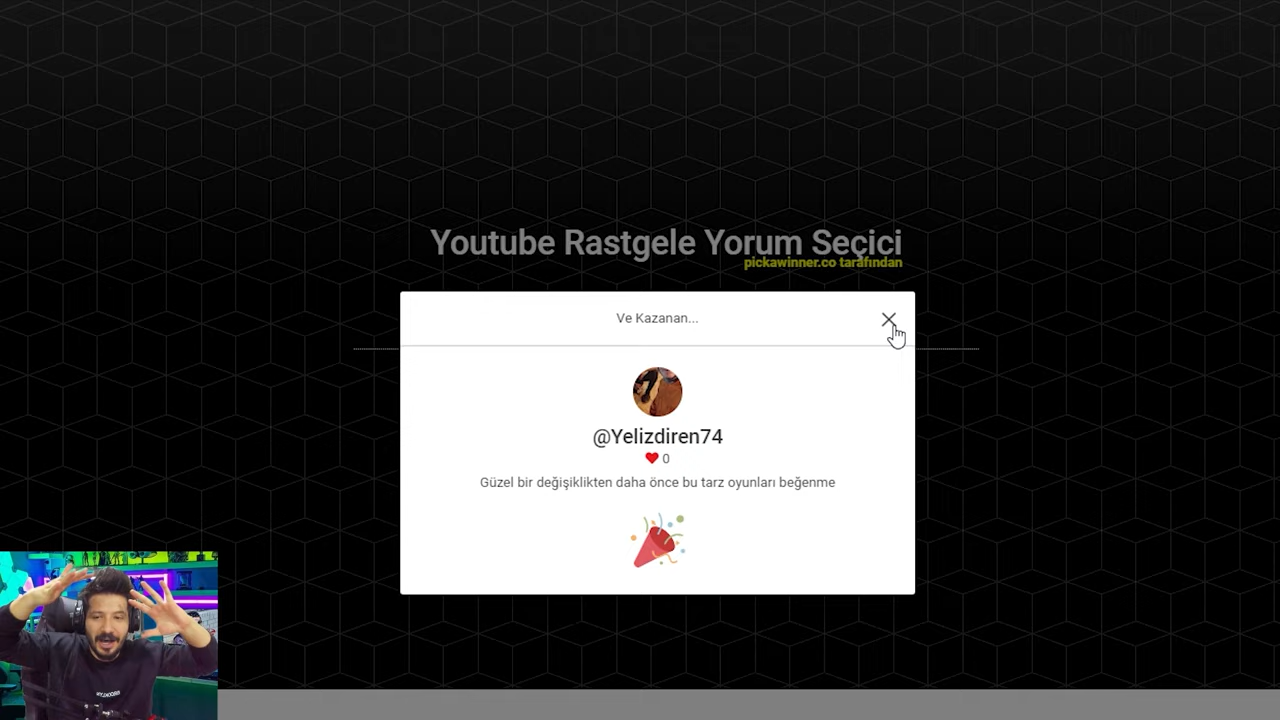 Youtube Rastgele Yorum Seçici
pickawinner.co tarafından
Ve Kazanan...
@Yelizdiren74
0
Güzel bir değişiklikten daha önce bu tarz oyunları beğenme